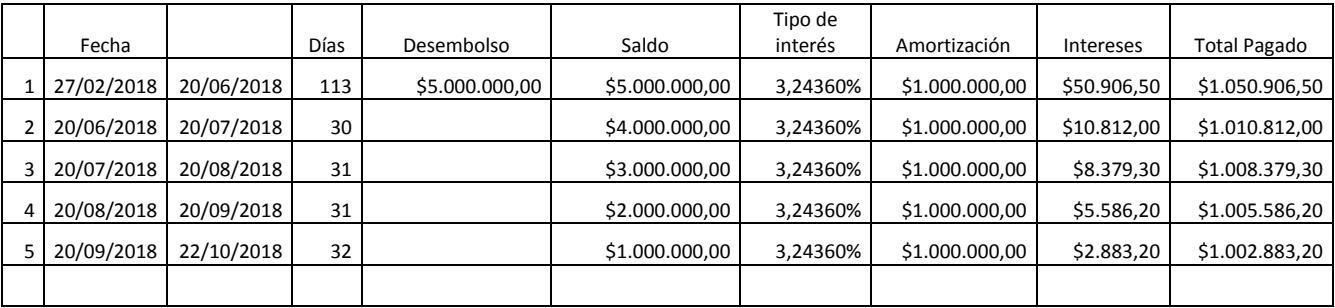 Fecha Días Desembolso Saldo Tipo de interés Amortización Intereses Total Pagado
1 27/02/2018 20/06/2018 113 $5.000.000,00 $5.000.000,00 3,24360% $1.000.000,00 $50.906,50 $1.050.906,50
2 20/06/2018 20/07/2018 30 $4.000.000,00 3,24360% $1.000.000,00 $10.812,00 $1.010.812,00
3 20/07/2018 20/08/2018 31 $3.000.000,00 3,24360% $1.000.000,00 $8.379,30 $1.008.379,30
4 20/08/2018 20/09/2018 31 $2.000.000,00 3,24360% $1.000.000,00 $5.586,20 $1.005.586,20
5 20/09/2018 22/10/2018 32 $1.000.000,00 3,24360% $1.000.000,00 $2.883,20 $1.002.883,20